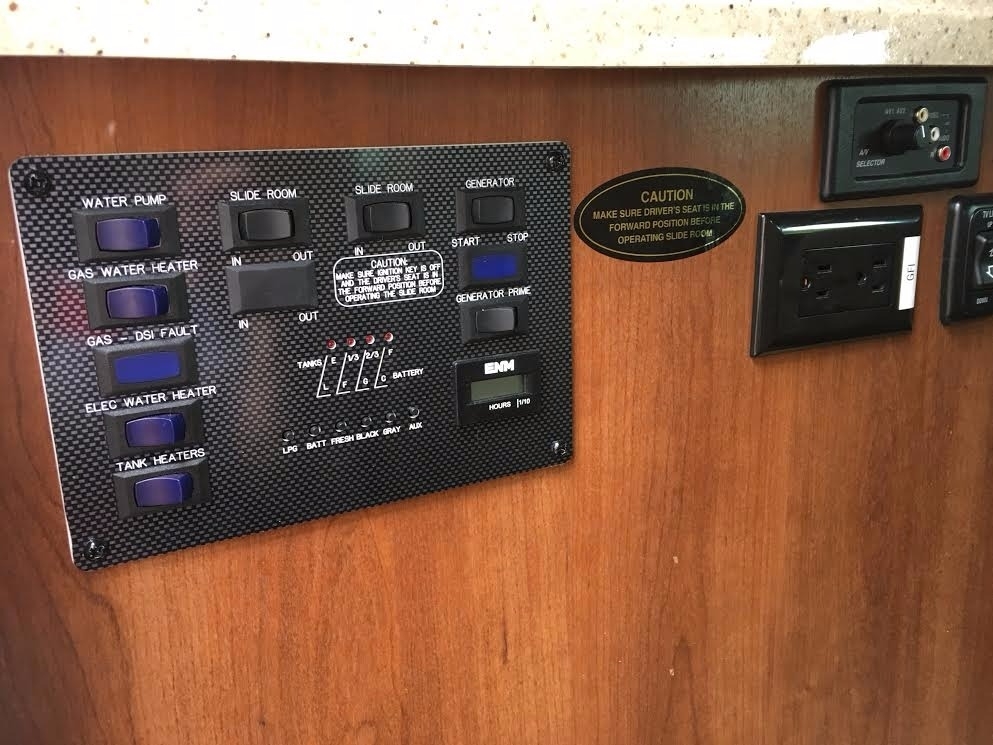 WATER PUMP
GAS WATER HEATER
GAS - DSI FAULT
ELEC WATER HEATER
TANK HEATERS
SLIDE ROOM
IN OUT
IN OUT
SLIDE ROOM
IN OUT
CAUTION:
MAKE SURE IGNITION KEY IS OFF
AND THE DRIVER'S SEAT IS IN
THE FORWARD POSITION BEFORE
OPERATING THE SLIDE ROOM
GENERATOR
START STOP
GENERATOR PRIME
ENM
HOURS 1/10
TANKS E 1/3 2/3 F
L F G C BATTERY
LPG BATT FRESH BLACK GRAY AUX
CAUTION
MAKE SURE DRIVER'S SEAT IS IN THE
FORWARD POSITION BEFORE
OPERATING SLIDE ROOM
A/V
SELECTOR
GFI
DOWN